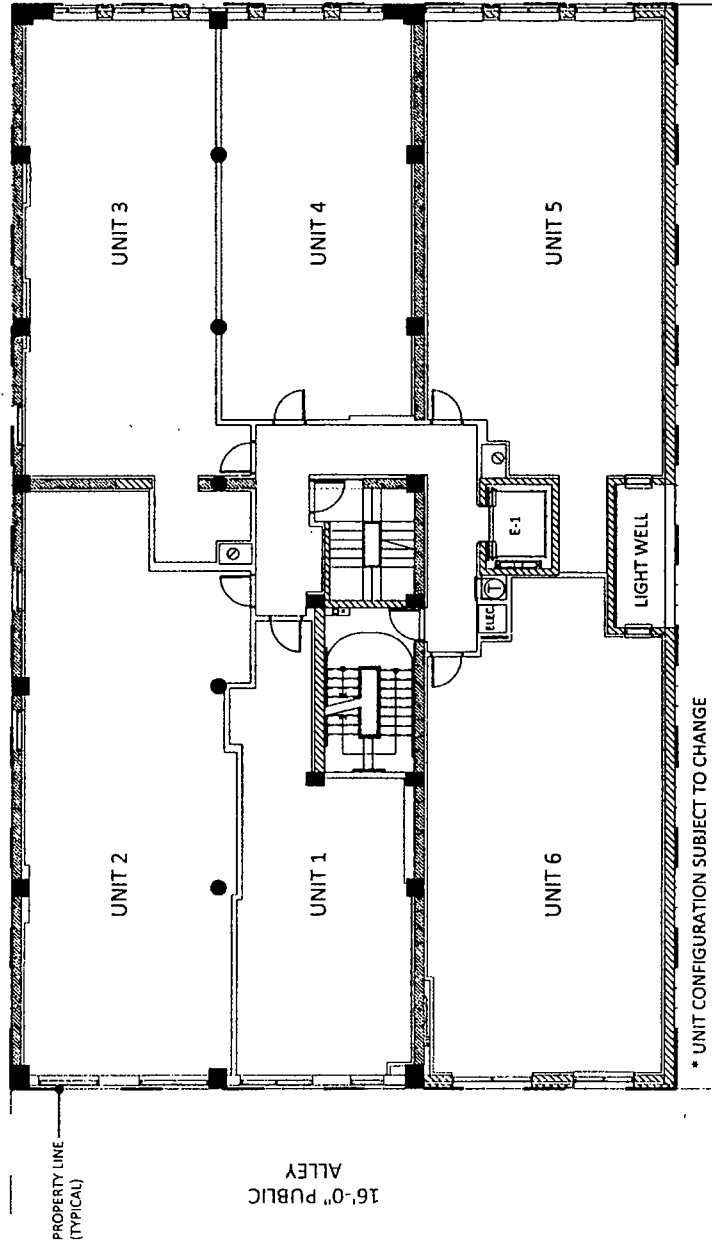 UNIT 3
UNIT 4
UNIT 5
E-1
ELEC
T
LIGHT WELL
UNIT 2
UNIT 1
UNIT 6
PROPERTY LINE
(TYPICAL)
16'-0" PUBLIC
ALLEY
* UNIT CONFIGURATION SUBJECT TO CHANGE